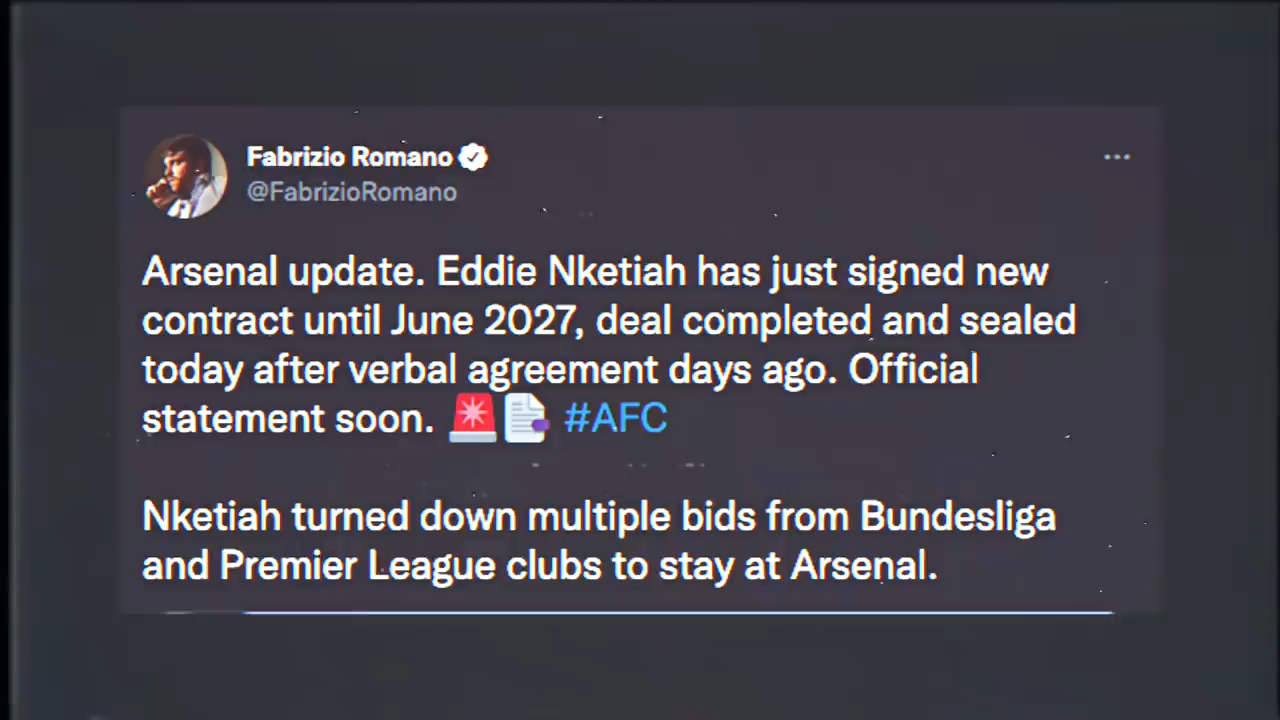 Fabrizio Romano
@FabrizioRomano
Arsenal update. Eddie Nketiah has just signed new
contract until June 2027, deal completed and sealed
today after verbal agreement days ago. Official
statement soon. 🚨📄 #AFC
Nketiah turned down multiple bids from Bundesliga
and Premier League clubs to stay at Arsenal.